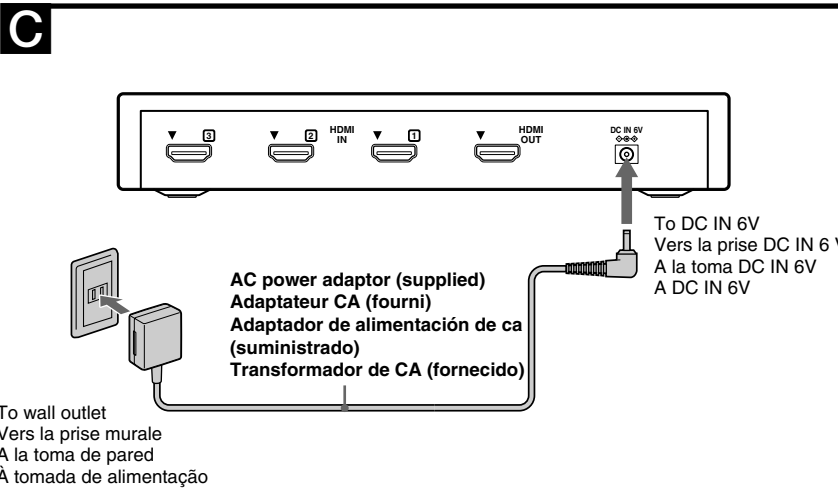 C
3
2
HDMI IN
1
HDMI OUT
DC IN 6V
To DC IN 6V
Vers la prise DC IN 6 V
A la toma DC IN 6V
A DC IN 6V
AC power adaptor (supplied)
Adaptateur CA (fourni)
Adaptador de alimentación de ca
(suministrado)
Transformador de CA (fornecido)
To wall outlet
Vers la prise murale
A la toma de pared
À tomada de alimentação